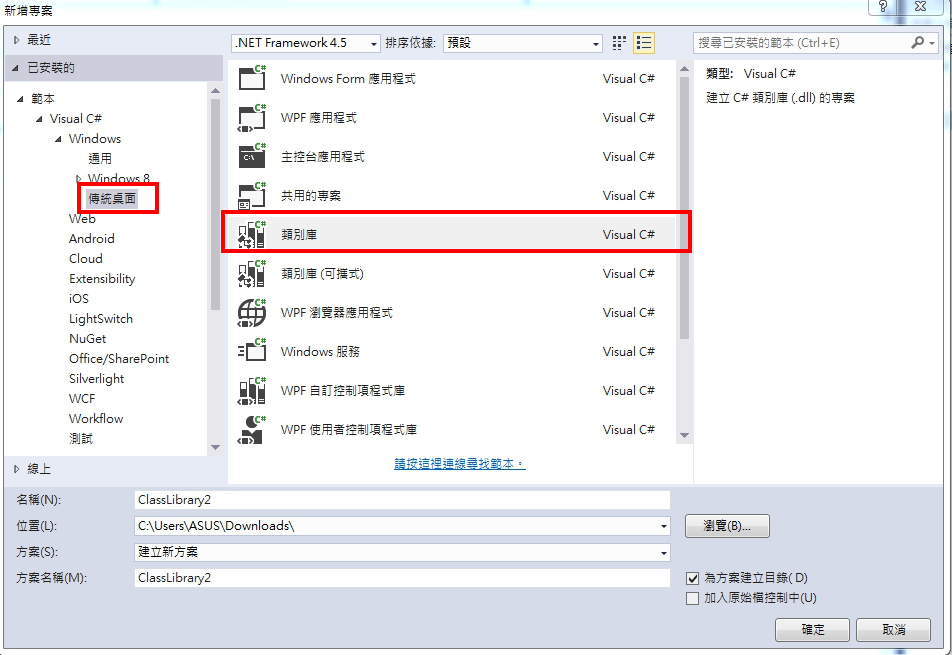 新增專案
?
最近
已安裝的
範本
Visual C#
Windows
通用
Windows 8
傳統桌面
Web
Android
Cloud
Extensibility
iOS
LightSwitch
NuGet
Office/SharePoint
Silverlight
WCF
Workflow
測試
線上
.NET Framework 4.5 排序依據: 預設
C# Windows Form 應用程式 Visual C#
C# WPF 應用程式 Visual C#
C# 主控台應用程式 Visual C#
C# 共用的專案 Visual C#
C# 類別庫 Visual C#
C# 類別庫 (可攜式) Visual C#
C# WPF 瀏覽器應用程式 Visual C#
C# Windows 服務 Visual C#
C# WPF 自訂控制項程式庫 Visual C#
C# WPF 使用者控制項程式庫 Visual C#
請按這裡連線尋找範本。
搜尋已安裝的範本 (Ctrl+E)
類型: Visual C#
建立 C# 類別庫 (.dll) 的專案
名稱(N): ClassLibrary2
位置(L): C:\Users\ASUS\Downloads\ 瀏覽(B)...
方案(S): 建立新方案
方案名稱(M): ClassLibrary2
為方案建立目錄(D)
加入原始檔控制中(U)
確定 取消